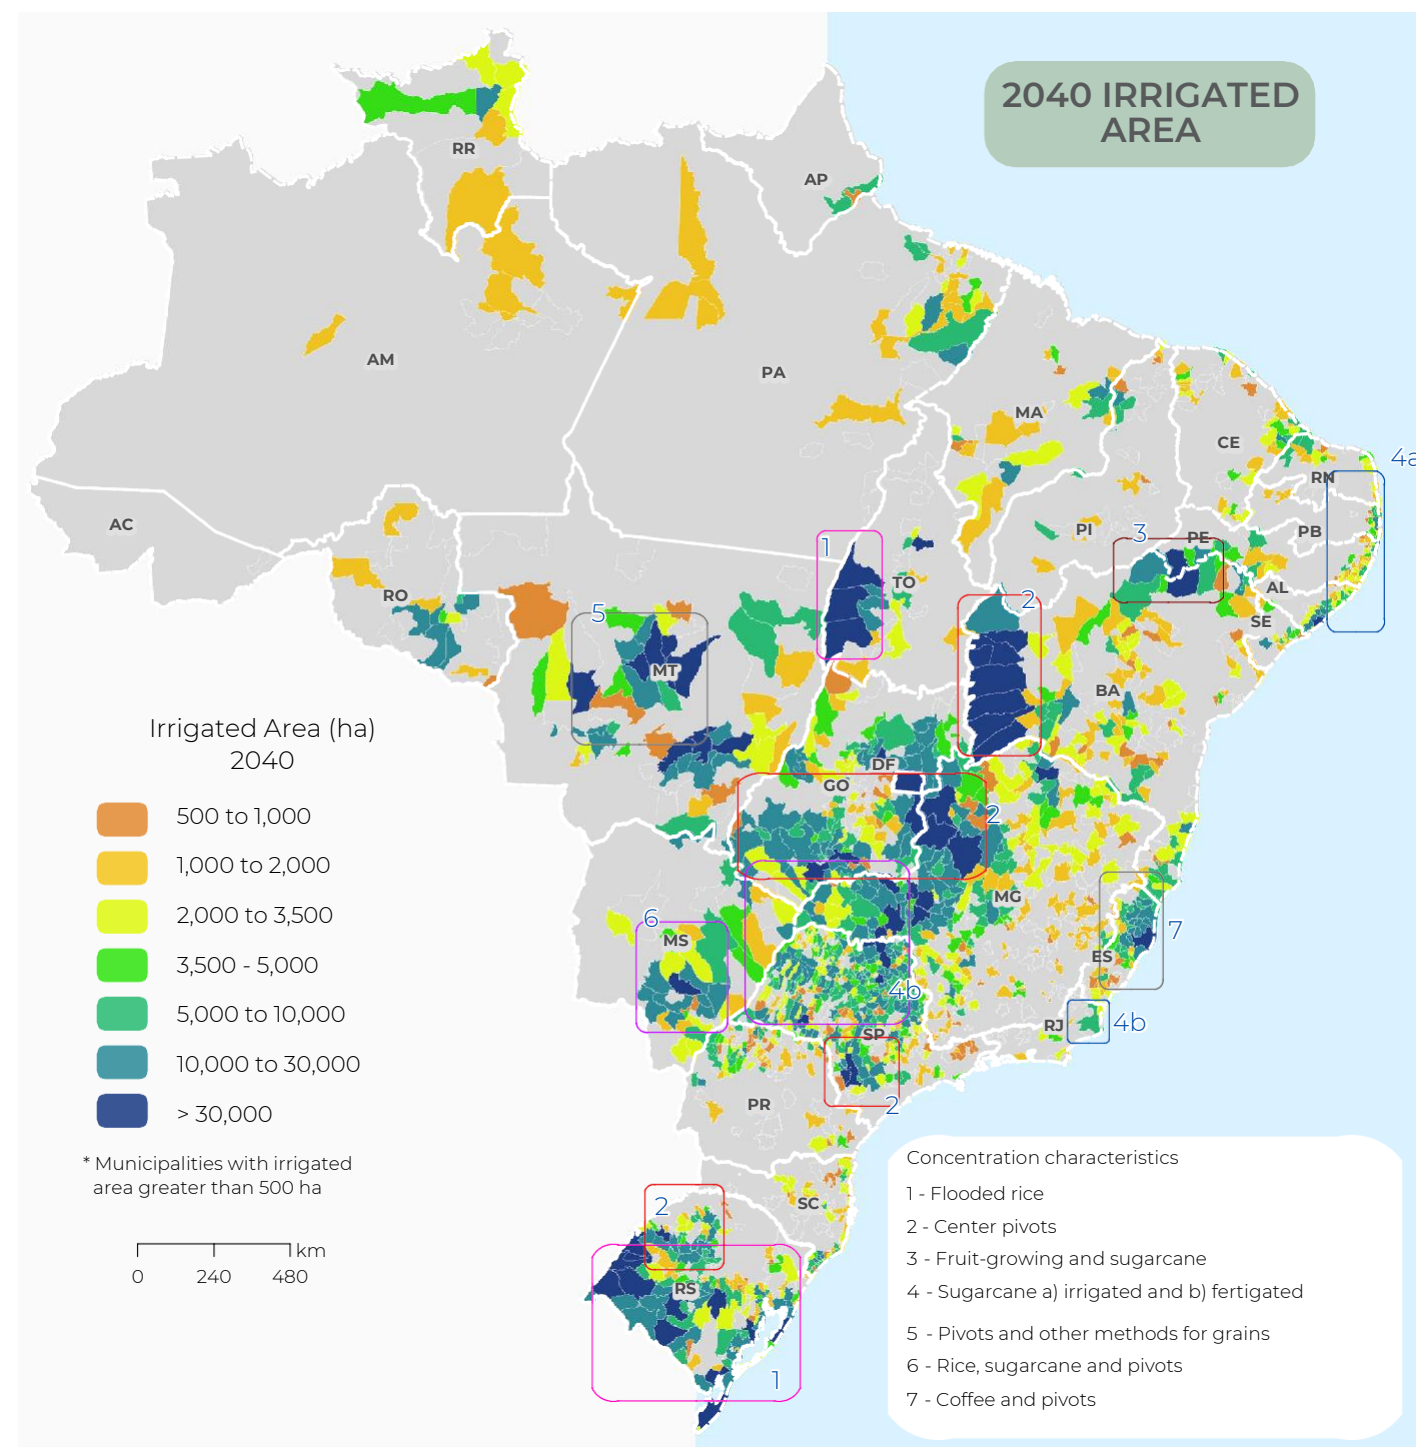 2040 IRRIGATED
AREA
RR
AP
AM
PA
MA
CE
RN
4a
PB
PI
3
PE
AC
1
TO
AL
RO
2
SE
5
MT
BA
Irrigated Area (ha)
2040
DF
GO
2
500 to 1,000
1,000 to 2,000
2,000 to 3,500
3,500 - 5,000
5,000 to 10,000
10,000 to 30,000
> 30,000
MG
6
MS
7
ES
4b
RJ
4b
SP
2
PR
* Municipalities with irrigated
area greater than 500 ha
SC
2
RS
1
km
0 240 480
Concentration characteristics
1 - Flooded rice
2 - Center pivots
3 - Fruit-growing and sugarcane
4 - Sugarcane a) irrigated and b) fertigated
5 - Pivots and other methods for grains
6 - Rice, sugarcane and pivots
7 - Coffee and pivots